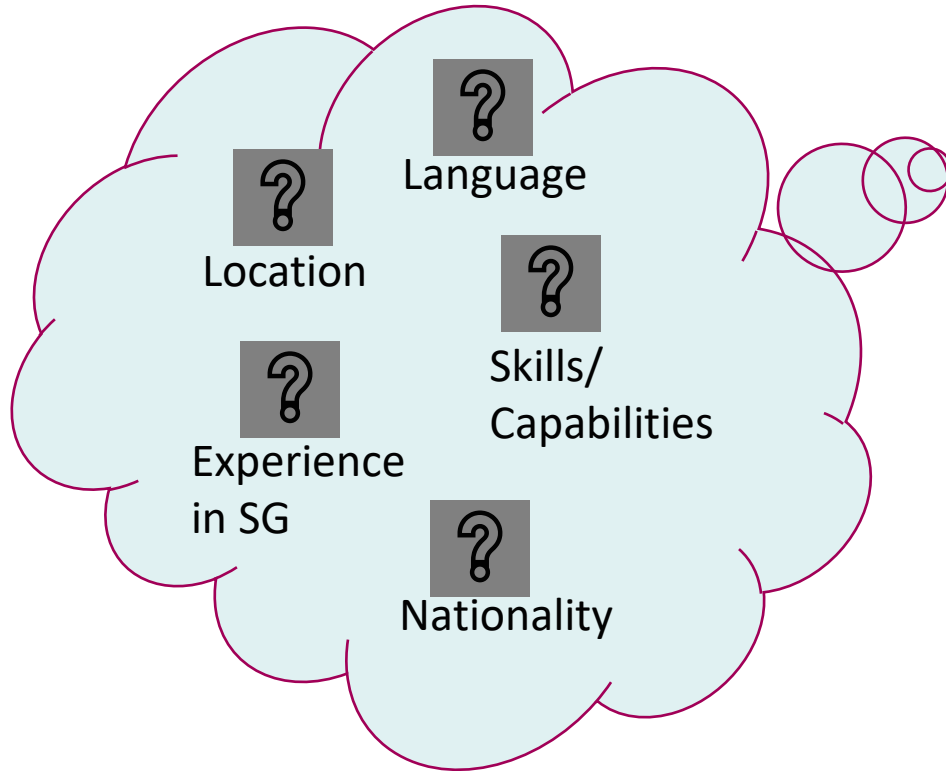 Language
Location
Skills/
Capabilities
Experience
in SG
Nationality